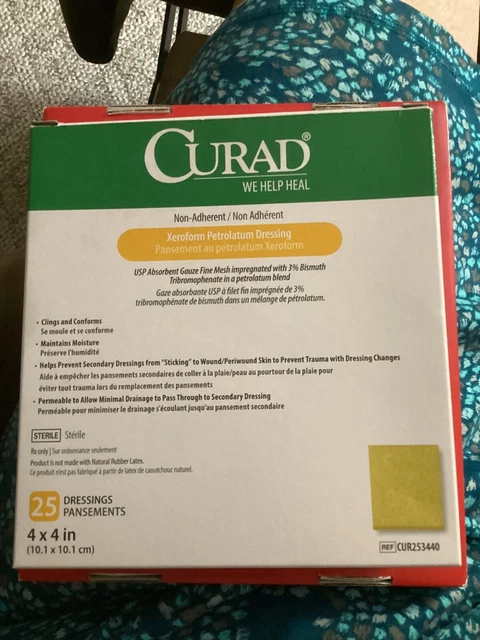 CURAD®
WE HELP HEAL
Non-Adherent / Non Adhérent
Xeroform Petrolatum Dressing
Pansement au pétrolatum Xeroform
USP Absorbent Gauze Fine Mesh impregnated with 3% Bismuth
Tribromophenate in a petrolatum blend
Gaze absorbante USP à filet fin imprégnée de 3%
tribromophénate de bismuth dans un mélange de pétrolatum.
• Clings and Conforms
Se moule et se conforme
• Maintains Moisture
Préserve l'humidité
• Helps Prevent Secondary Dressings from "Sticking" to Wound/Periwound Skin to Prevent Trauma with Dressing Changes
Aide à empêcher les pansements secondaires de coller à la plaie/peau au pourtour de la plaie pour
éviter tout trauma lors du remplacement des pansements
• Permeable to Allow Minimal Drainage to Pass Through to Secondary Dressing
Perméable pour minimiser le drainage s'écoulant jusqu'au pansement secondaire
STERILE Stérile
Rx only | Sur ordonnance seulement
Product is not made with Natural Rubber Latex.
Ce produit n'est pas fabriqué à partir de latex de caoutchouc naturel.
25 DRESSINGS
PANSEMENTS
4 x 4 in
(10.1 x 10.1 cm)
REF CUR253440